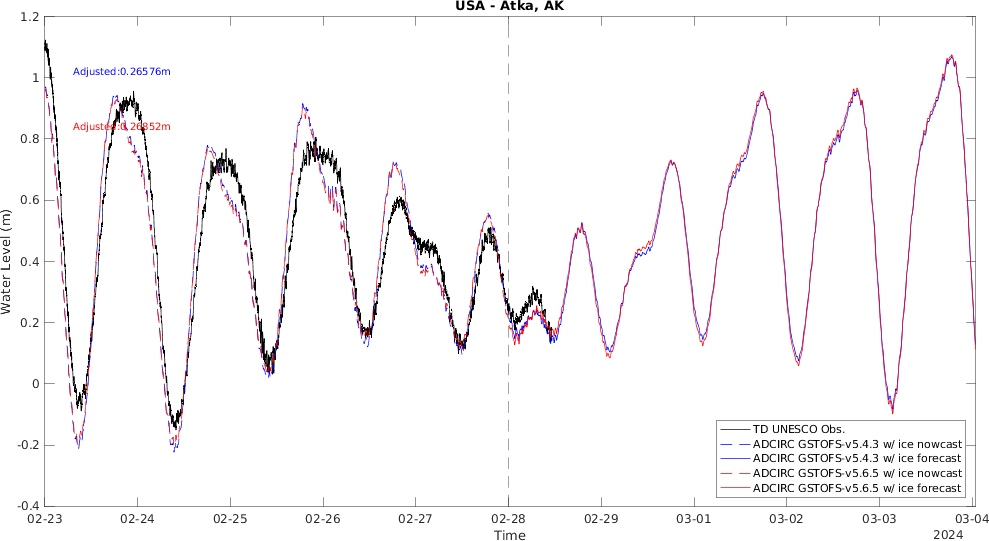 USA - Atka, AK
1.2
1
0.8
0.6
0.4
0.2
0
-0.2
-0.4
Water Level (m)
Adjusted:0.26576m
Adjusted:0.26852m
TD UNESCO Obs.
ADCIRC GSTOFS-v5.4.3 w/ ice nowcast
ADCIRC GSTOFS-v5.4.3 w/ ice forecast
ADCIRC GSTOFS-v5.6.5 w/ ice nowcast
ADCIRC GSTOFS-v5.6.5 w/ ice forecast
02-23 02-24 02-25 02-26 02-27 02-28 02-29 03-01 03-02 03-03 03-04
Time
2024